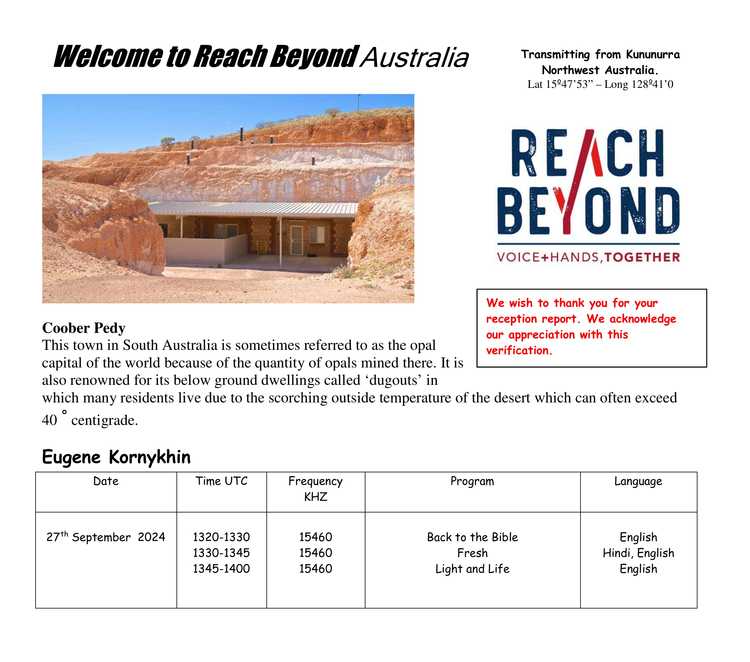 Welcome to Reach Beyond Australia
Transmitting from Kununurra
Northwest Australia.
Lat 15º47’53” – Long 128º41’0
REACH
BEYOND
VOICE+HANDS,TOGETHER
We wish to thank you for your
reception report. We acknowledge
our appreciation with this
verification.
Coober Pedy
This town in South Australia is sometimes referred to as the opal
capital of the world because of the quantity of opals mined there. It is
also renowned for its below ground dwellings called ‘dugouts’ in
which many residents live due to the scorching outside temperature of the desert which can often exceed
40 ° centigrade.
Eugene Kornykhin
Date Time UTC Frequency KHZ Program Language
27th September 2024 1320-1330 15460 Back to the Bible English
1330-1345 15460 Fresh Hindi, English
1345-1400 15460 Light and Life English